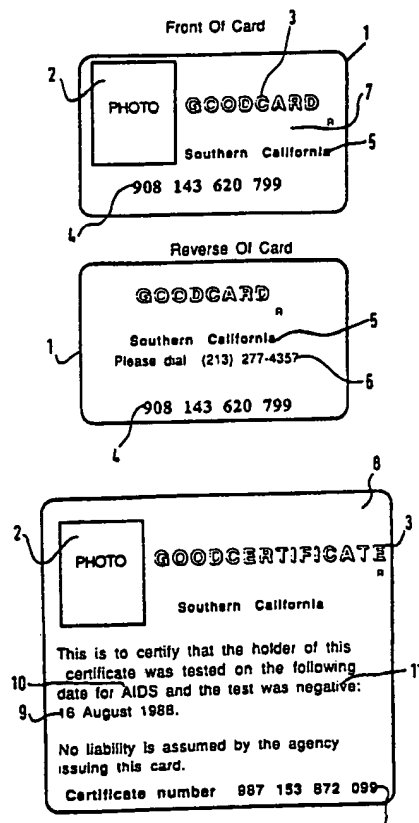 Front Of Card
3
1
2
PHOTO
GOODCARD
7
R
Southern California
5
908 143 620 799
4
Reverse Of Card
GOODCARD
R
Southern California
5
1
Please dial (213) 277-4357
6
908 143 620 799
4
8
2
3
PHOTO
GOODCERTIFICATE
R
Southern California
This is to certify that the holder of this
certificate was tested on the following
11
10
date for AIDS and the test was negative:
9
16 August 1988.
No liability is assumed by the agency
issuing this card.
Certificate number 987 153 872 099